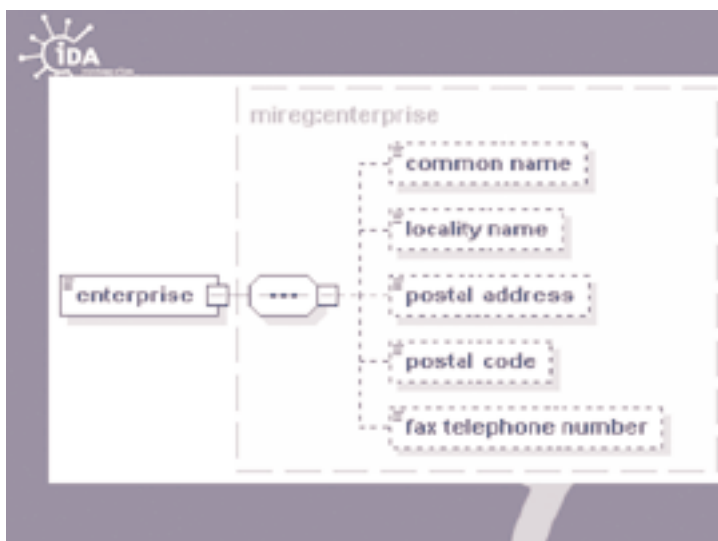 iDA
mireg:enterprise
common name
locality name
enterprise
postal address
postal code
fax telephone number